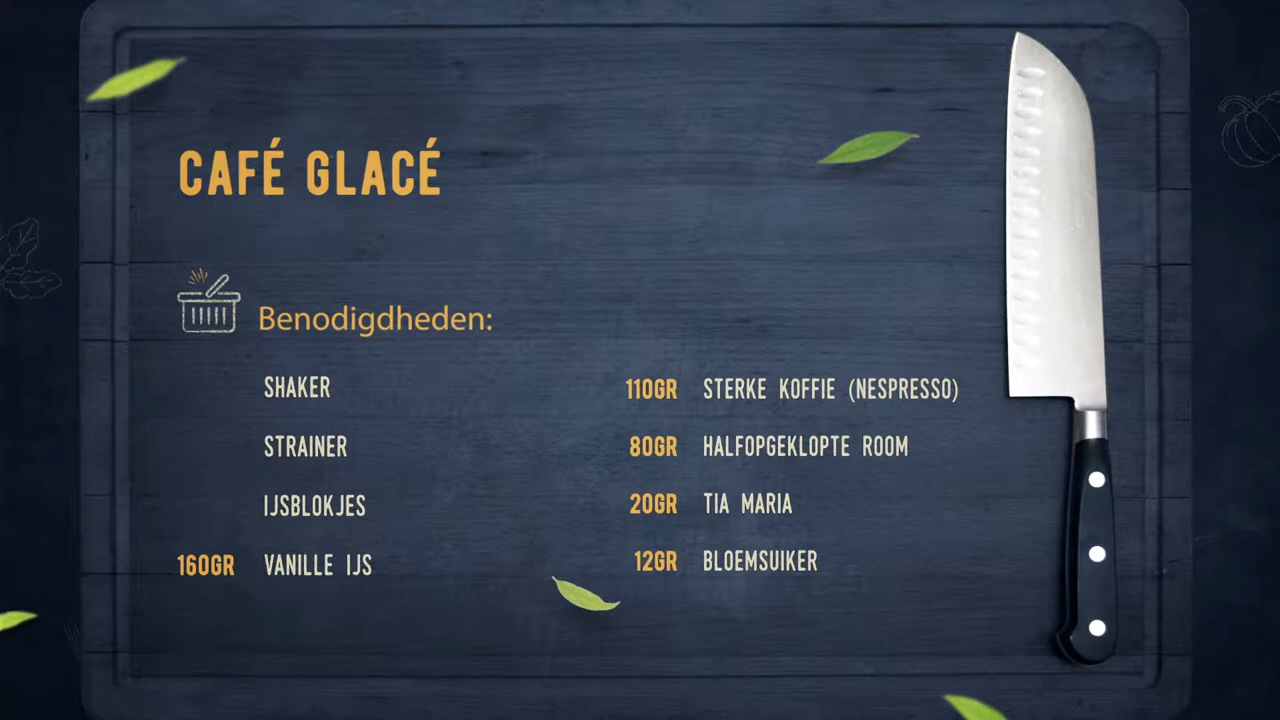 CAFÉ GLACÉ
Benodigdheden:
SHAKER
STRAINER
IJSBLOKJES
160GR VANILLE IJS
110GR STERKE KOFFIE (NESPRESSO)
80GR HALFOPGEKLOPTE ROOM
20GR TIA MARIA
12GR BLOEMSUIKER